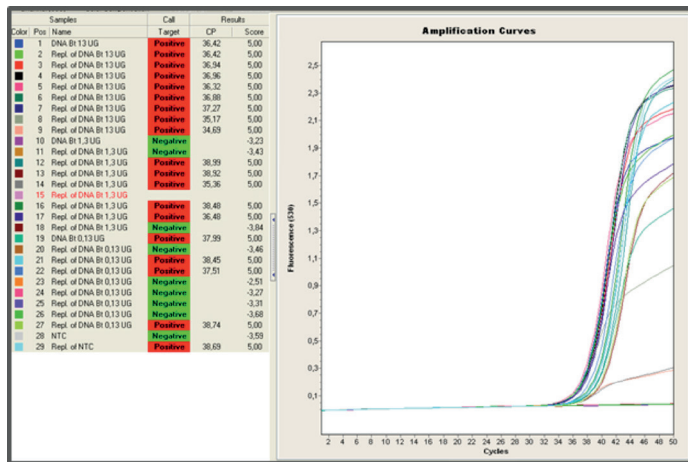 Samples Call Results
Color Pos Name Target CP Score
1 DNA Bt 13 UG Positive 36,42 5,00
2 Repl. of DNA Bt 13 UG Positive 36,42 5,00
3 Repl. of DNA Bt 13 UG Positive 36,94 5,00
4 Repl. of DNA Bt 13 UG Positive 36,96 5,00
5 Repl. of DNA Bt 13 UG Positive 36,32 5,00
6 Repl. of DNA Bt 13 UG Positive 36,88 5,00
7 Repl. of DNA Bt 13 UG Positive 37,27 5,00
8 Repl. of DNA Bt 13 UG Positive 35,17 5,00
9 Repl. of DNA Bt 13 UG Positive 34,69 5,00
10 DNA Bt 1,3 UG Negative -3,23
11 Repl. of DNA Bt 1,3 UG Negative -3,43
12 Repl. of DNA Bt 1,3 UG Positive 38,99 5,00
13 Repl. of DNA Bt 1,3 UG Positive 38,92 5,00
14 Repl. of DNA Bt 1,3 UG Positive 35,36 5,00
15 Repl. of DNA Bt 1,3 UG
16 Repl. of DNA Bt 1,3 UG Positive 38,48 5,00
17 Repl. of DNA Bt 1,3 UG Positive 36,48 5,00
18 Repl. of DNA Bt 1,3 UG Negative -3,84
19 DNA Bt 0,13 UG Positive 37,99 5,00
20 Repl. of DNA Bt 0,13 UG Negative -3,46
21 Repl. of DNA Bt 0,13 UG Positive 38,45 5,00
22 Repl. of DNA Bt 0,13 UG Positive 37,51 5,00
23 Repl. of DNA Bt 0,13 UG Negative -2,51
24 Repl. of DNA Bt 0,13 UG Negative -3,27
25 Repl. of DNA Bt 0,13 UG Negative -3,31
26 Repl. of DNA Bt 0,13 UG Negative -3,68
27 Repl. of DNA Bt 0,13 UG Positive 38,74 5,00
28 NTC Negative -3,59
29 Repl. of NTC Positive 38,69 5,00
Amplification Curves
Fluorescence (530)
2,5
2,3
2,1
1,9
1,7
1,5
1,3
1,1
0,9
0,7
0,5
0,3
0,1
2 4 6 8 10 12 14 16 18 20 22 24 26 28 30 32 34 36 38 40 42 44 46 48 50
Cycles